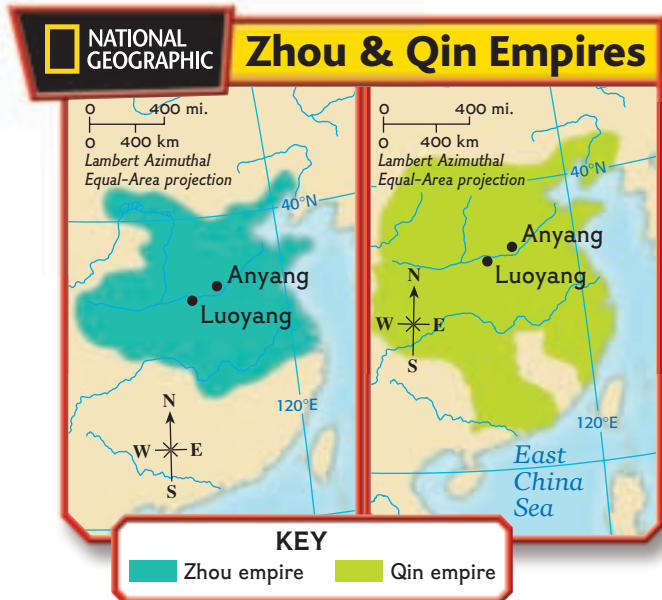 NATIONAL
GEOGRAPHIC
Zhou & Qin Empires
0 400 mi.
0 400 km
Lambert Azimuthal
Equal-Area projection
40°N
Anyang
Luoyang
120°E
N
W E
S
0 400 mi.
0 400 km
Lambert Azimuthal
Equal-Area projection
40°N
Anyang
Luoyang
N
W E
S
120°E
East
China
Sea
KEY
Zhou empire Qin empire